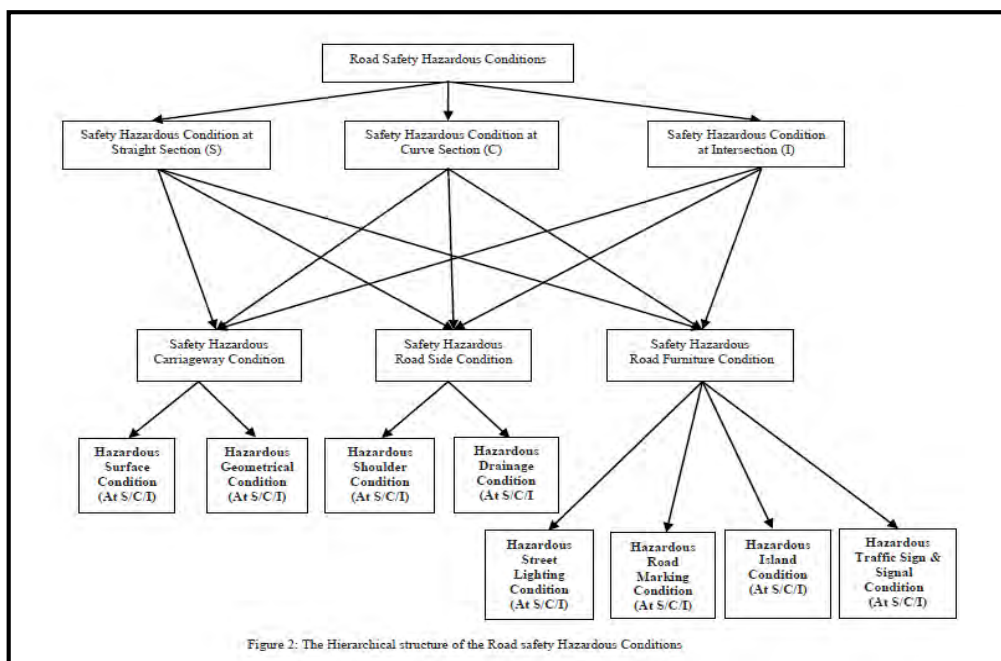 Road Safety Hazardous Conditions
Safety Hazardous Condition at
Straight Section (S)
Safety Hazardous Condition at
Curve Section (C)
Safety Hazardous Condition
at Intersection (I)
Safety Hazardous
Carriageway Condition
Safety Hazardous
Road Side Condition
Safety Hazardous
Road Furniture Condition
Hazardous
Surface
Condition
(At S/C/I)
Hazardous
Geometrical
Condition
(At S/C/I)
Hazardous
Shoulder
Condition
(At S/C/I)
Hazardous
Drainage
Condition
(At S/C/I
Hazardous
Street
Lighting
Condition
(At S/C/I)
Hazardous
Road
Marking
Condition
(At S/C/I)
Hazardous
Island
Condition
(At S/C/I)
Hazardous
Traffic Sign &
Signal
Condition
(At S/C/I)
Figure 2: The Hierarchical structure of the Road safety Hazardous Conditions